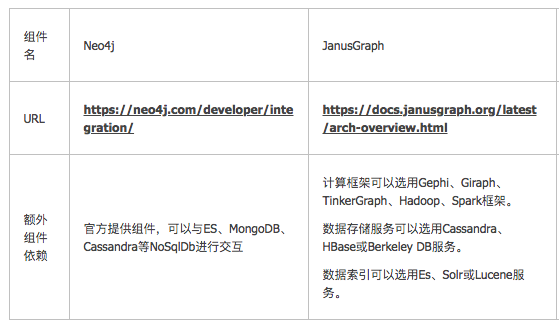 组件
名
Neo4j
JanusGraph
URL
https://neo4j.com/developer/inte
gration/
https://docs.janusgraph.org/latest
/arch-overview.html
额外
组件
依赖
官方提供组件，可以与ES、MongoDB、
Cassandra等NoSqlDb进行交互
计算框架可以选用Gephi、Giraph、
TinkerGraph、Hadoop、Spark框架。
数据存储服务可以选用Cassandra、
HBase或Berkeley DB服务。
数据索引可以选用Es、Solr或Lucene服
务。